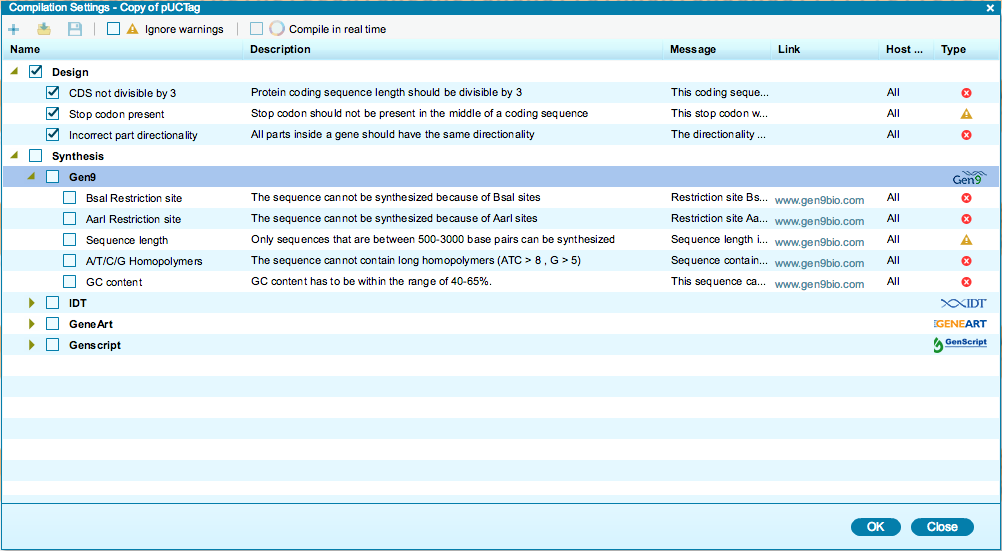 Compilation Settings - Copy of pUCTag
Ignore warnings Compile in real time
Name Description Message Link Host ... Type
Design
CDS not divisible by 3 Protein coding sequence length should be divisible by 3 This coding seque... All
Stop codon present Stop codon should not be present in the middle of a coding sequence This stop codon w... All
Incorrect part directionality All parts inside a gene should have the same directionality The directionality ... All
Synthesis
Gen9 Gen9
BsaI Restriction site The sequence cannot be synthesized because of BsaI sites Restriction site Bs... www.gen9bio.com All
AarI Restriction site The sequence cannot be synthesized because of AarI sites Restriction site Aa... www.gen9bio.com All
Sequence length Only sequences that are between 500-3000 base pairs can be synthesized Sequence length i... www.gen9bio.com All
A/T/C/G Homopolymers The sequence cannot contain long homopolymers (ATC > 8 , G > 5) Sequence contain... www.gen9bio.com All
GC content GC content has to be within the range of 40-65%. This sequence ca... www.gen9bio.com All
IDT IDT
GeneArt GENEART
Genscript GenScript
OK Close